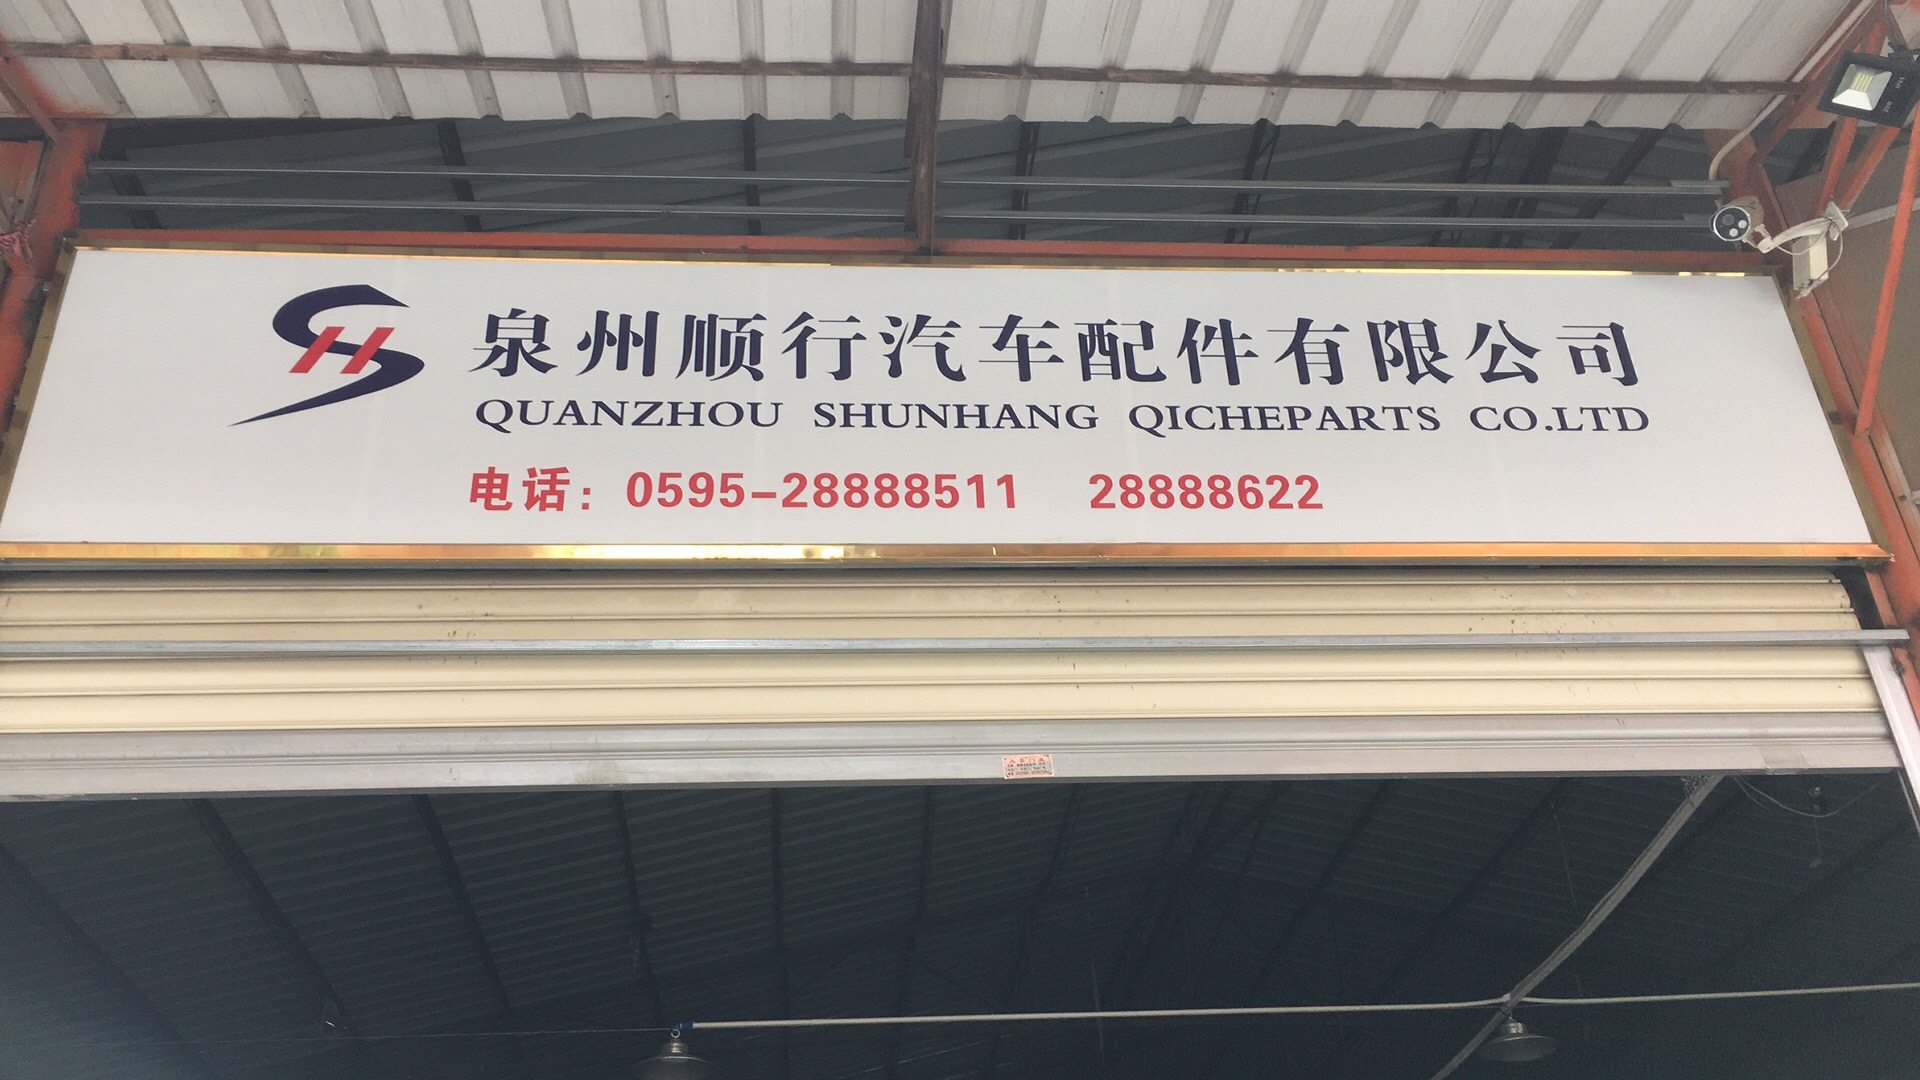 泉州顺行汽车配件有限公司
QUANZHOU SHUNHANG QICHEPARTS CO.LTD
电话：0595-28888511 28888622